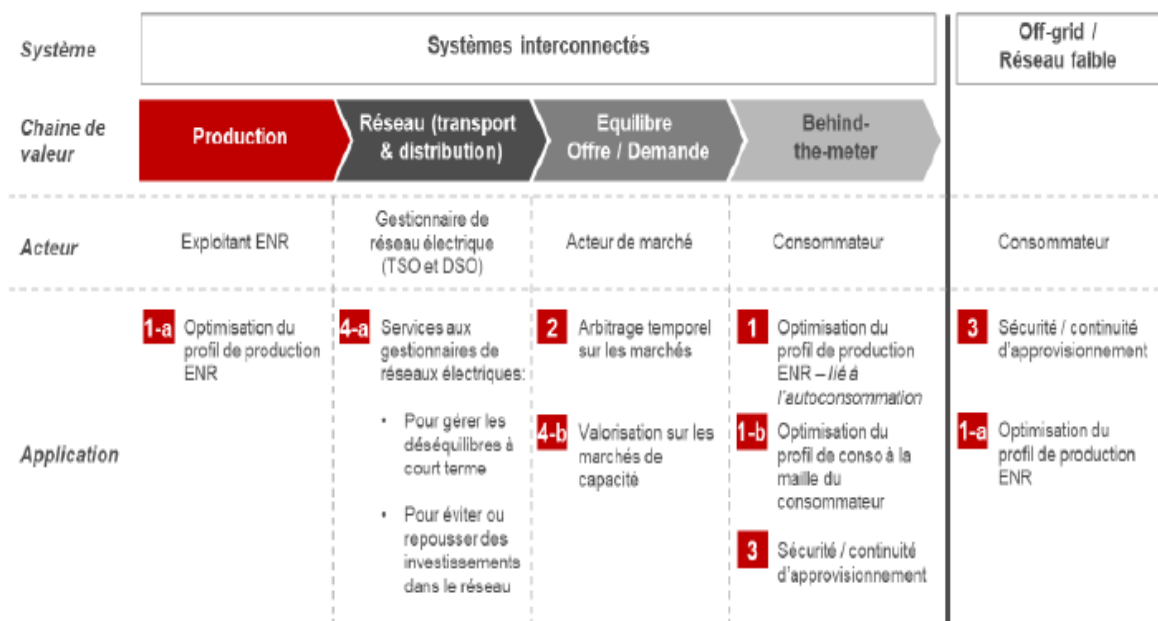 Système
Systèmes interconnectés
Off-grid /
Réseau faible
Chaine de
valeur
Production
Réseau (transport
& distribution)
Equilibre
Offre / Demande
Behind-
the-meter
Acteur
Exploitant ENR
Gestionnaire de
réseau électrique
(TSO et DSO)
Acteur de marché
Consommateur
Consommateur
Application
1-a Optimisation du
profil de production
ENR
4-a Services aux
gestionnaires de
réseaux électriques:
• Pour gérer les
déséquilibres à
court terme
• Pour éviter ou
repousser des
investissements
dans le réseau
2 Arbitrage temporel
sur les marchés
4-b Valorisation sur les
marchés de
capacité
1 Optimisation du
profil de production
ENR – lié à
l'autoconsommation
1-b Optimisation du
profil de conso à la
maille du
consommateur
3 Sécurité / continuité
d'approvisionnement
3 Sécurité / continuité
d'approvisionnement
1-a Optimisation du
profil de production
ENR